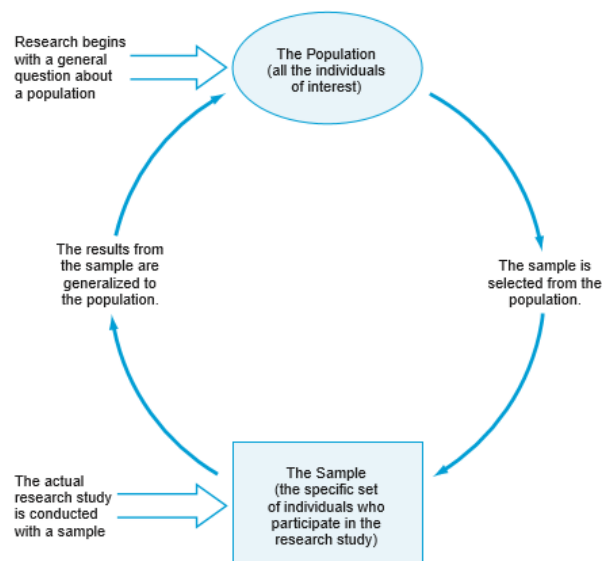 Research begins
with a general
question about
a population
The Population
(all the individuals
of interest)
The results from
the sample are
generalized to
the population.
The sample is
selected from the
population.
The actual
research study
is conducted
with a sample
The Sample
(the specific set
of individuals who
participate in the
research study)